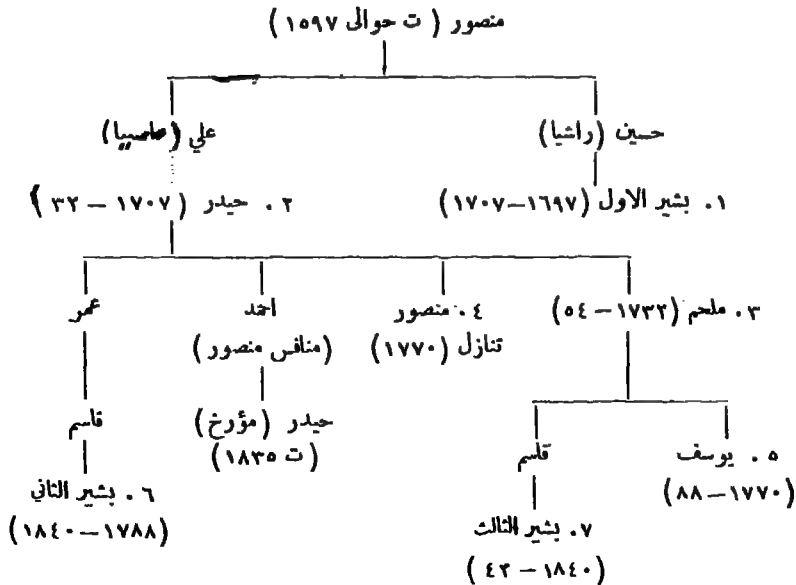 منصور ( ت حوالى ١٥٩٧ )
حسين (راشيا)
علي (حاصبيا)
١ . بشير الاول (١٦٩٧–١٧٠٧)
٢ . حيدر (١٧٠٧ – ٣٢)
٣ . ملحم (١٧٣٢ – ٥٤)
٤ . منصور
تنازل (١٧٧٠)
احمد
(منافس منصور)
عمر
حيدر (مؤرخ)
(ت ١٨٣٥)
قاسم
٥ . يوسف
(١٧٧٠–٨٨)
قاسم
٦ . بشير الثاني
(١٧٨٨–١٨٤٠)
٧. بشير الثالث
(١٨٤٠ – ٤٢)